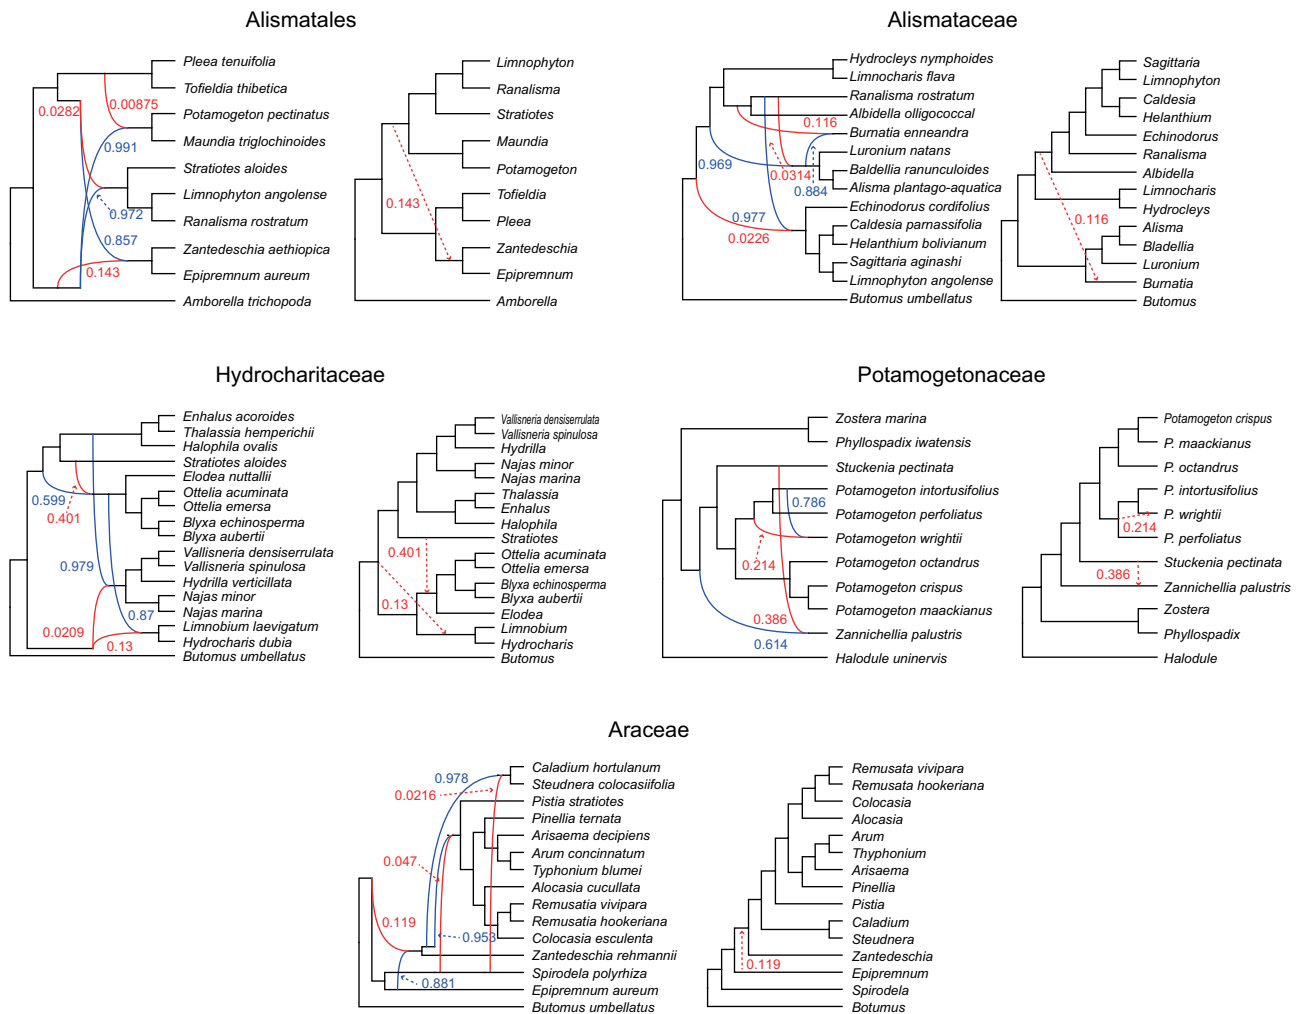 Alismatales
Pleea tenuifolia
Tofieldia thibetica
Potamogeton pectinatus
Maundia triglochinoides
Stratiotes aloides
Limnophyton angolense
Ranalisma rostratum
Zantedeschia aethiopica
Epipremnum aureum
Amborella trichopoda
0.0282
0.00875
0.991
0.972
0.857
0.143
Limnophyton
Ranalisma
Stratiotes
Maundia
Potamogeton
Tofieldia
Pleea
Zantedeschia
Epipremnum
Amborella
0.143
Alismataceae
Hydrocleys nymphoides
Limnocharis flava
Ranalisma rostratum
Albidella olligococcal
Burnatia enneandra
Luronium natans
Baldellia ranunculoides
Alisma plantago-aquatica
Echinodorus cordifolius
Caldesia parnassifolia
Helanthium bolivianum
Sagittaria aginashi
Limnophyton angolense
Butomus umbellatus
0.116
0.969
0.0314
0.884
0.977
0.0226
Sagittaria
Limnophyton
Caldesia
Helanthium
Echinodorus
Ranalisma
Albidella
Limnocharis
Hydrocleys
Alisma
Bladellia
Luronium
Burnatia
Butomus
0.116
Hydrocharitaceae
Enhalus acoroides
Thalassia hemperichii
Halophila ovalis
Stratiotes aloides
Elodea nuttallii
Ottelia acuminata
Ottelia emersa
Blyxa echinosperma
Blyxa aubertii
Vallisneria densiserrulata
Vallisneria spinulosa
Hydrilla verticillata
Najas minor
Najas marina
Limnobium laevigatum
Hydrocharis dubia
Butomus umbellatus
0.599
0.401
0.979
0.87
0.0209
0.13
Vallisneria densiserrulata
Vallisneria spinulosa
Hydrilla
Najas minor
Najas marina
Thalassia
Enhalus
Halophila
Stratiotes
Ottelia acuminata
Ottelia emersa
Blyxa echinosperma
Blyxa aubertii
Elodea
Limnobium
Hydrocharis
Butomus
0.401
0.13
Potamogetonaceae
Zostera marina
Phyllospadix iwatensis
Stuckenia pectinata
Potamogeton intortusifolius
Potamogeton perfoliatus
Potamogeton wrightii
Potamogeton octandrus
Potamogeton crispus
Potamogeton maackianus
Zannichellia palustris
Halodule uninervis
0.786
0.214
0.386
0.614
Potamogeton crispus
P. maackianus
P. octandrus
P. intortusifolius
P. wrightii
P. perfoliatus
Stuckenia pectinata
Zannichellia palustris
Zostera
Phyllospadix
Halodule
0.214
0.386
Araceae
Caladium hortulanum
Steudnera colocasiifolia
Pistia stratiotes
Pinellia ternata
Arisaema decipiens
Arum concinnatum
Typhonium blumei
Alocasia cucullata
Remusatia vivipara
Remusatia hookeriana
Colocasia esculenta
Zantedeschia rehmannii
Spirodela polyrhiza
Epipremnum aureum
Butomus umbellatus
0.978
0.0216
0.047
0.119
0.953
0.881
Remusata vivipara
Remusata hookeriana
Colocasia
Alocasia
Arum
Thyphonium
Arisaema
Pinellia
Pistia
Caladium
Steudnera
Zantedeschia
Epipremnum
Spirodela
Botumus
0.119